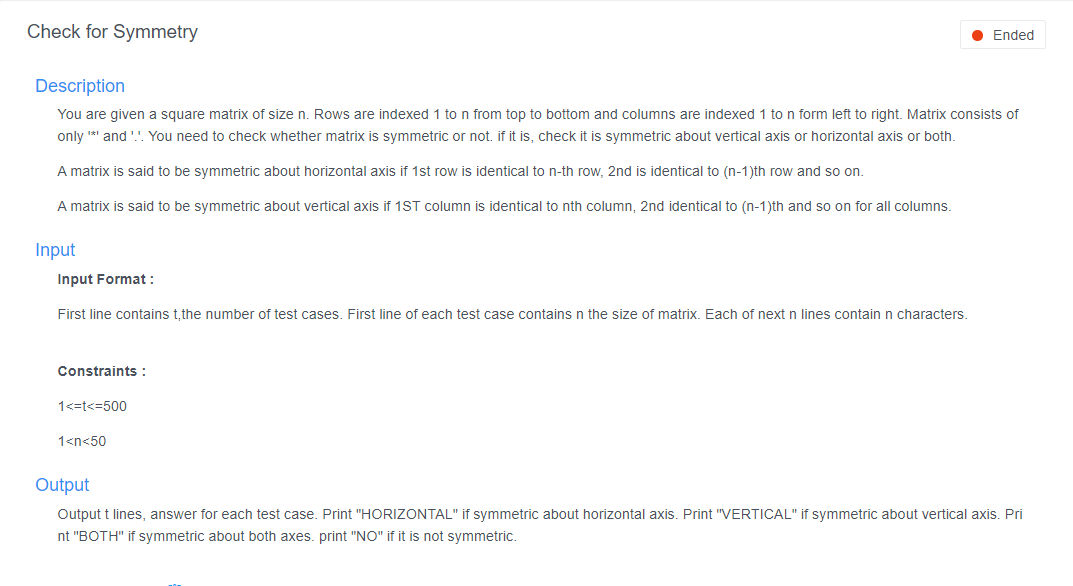 Check for Symmetry
Ended
Description
You are given a square matrix of size n. Rows are indexed 1 to n from top to bottom and columns are indexed 1 to n form left to right. Matrix consists of
only '*' and '.'. You need to check whether matrix is symmetric or not. if it is, check it is symmetric about vertical axis or horizontal axis or both.
A matrix is said to be symmetric about horizontal axis if 1st row is identical to n-th row, 2nd is identical to (n-1)th row and so on.
A matrix is said to be symmetric about vertical axis if 1ST column is identical to nth column, 2nd identical to (n-1)th and so on for all columns.
Input
Input Format :
First line contains t,the number of test cases. First line of each test case contains n the size of matrix. Each of next n lines contain n characters.
Constraints :
1<=t<=500
1<n<50
Output
Output t lines, answer for each test case. Print "HORIZONTAL" if symmetric about horizontal axis. Print "VERTICAL" if symmetric about vertical axis. Pri
nt "BOTH" if symmetric about both axes. print "NO" if it is not symmetric.